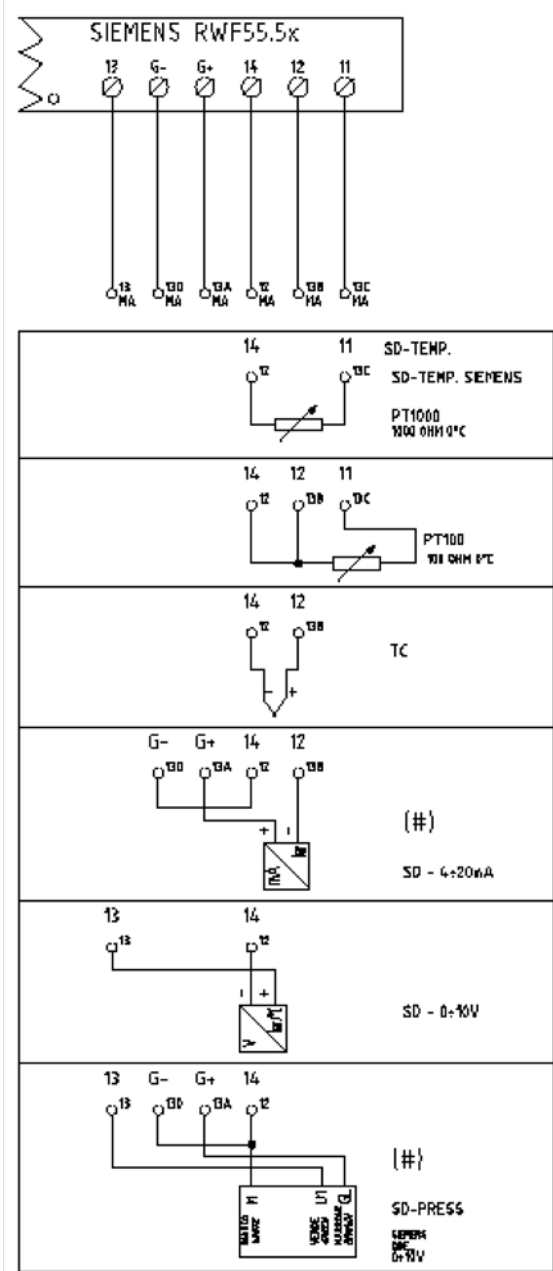 SIEMENS RWF55.5x
13 G- G+ 14 12 11
13 13D 13A 12 13B 13C
MA MA MA MA MA MA
14 11 SD-TEMP.
12 13C SD-TEMP. SIEMENS
PT1000
1000 OHM 0°C
14 12 11
12 13B 13C
PT100
100 OHM 0°C
14 12
12 13B
TC
- +
G- G+ 14 12
13D 13A 12 13B
(#)
+ -
mA
SD - 4÷20mA
13 14
13 12
- +
V
SD - 0÷10V
13 G- G+ 14
13 13D 13A 12
(#)
M U1 G+
SD-PRESS
VERDE
SIEMENS
0÷10V